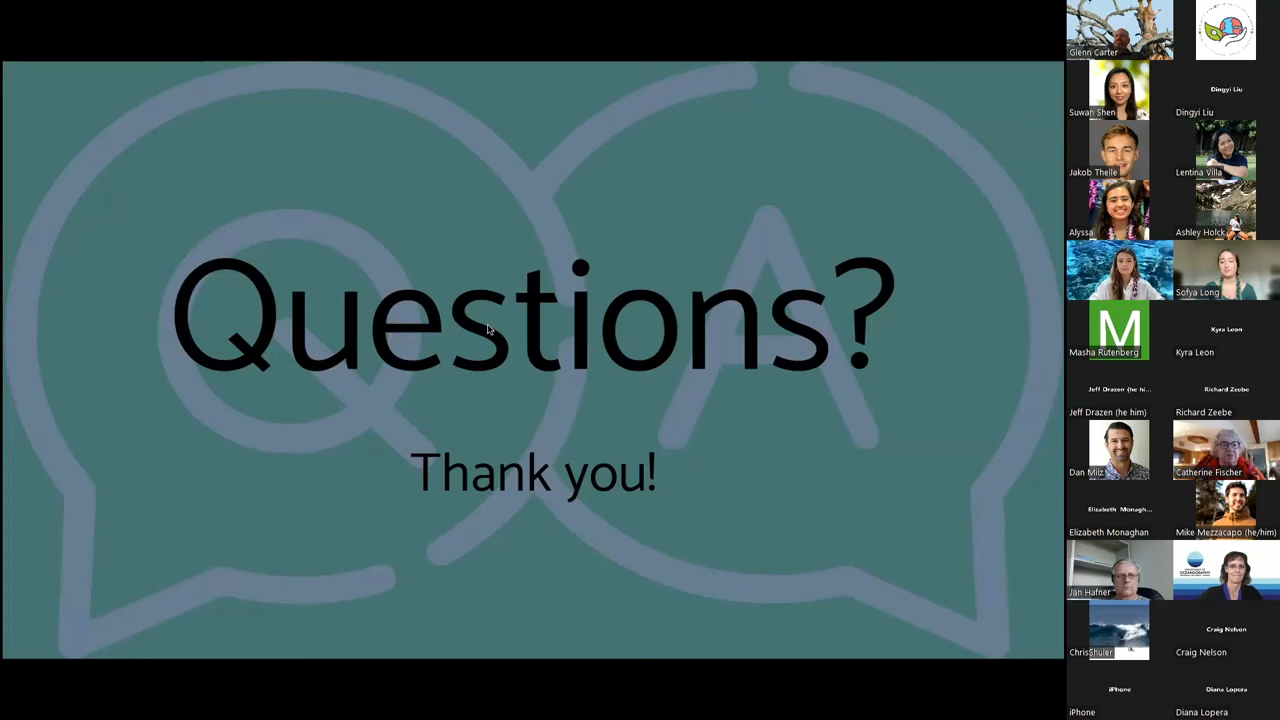 Questions?
Thank you!
Glenn Carter
Suwan Shen
Dingyi Liu
Dingyi Liu
Jakob Thelle
Lentina Villa
Alyssa
Ashley Holck
Sofya Long
M
Masha Rutenberg
Kyra Leon
Kyra Leon
Jeff Drazen (he hi...
Jeff Drazen (he him)
Richard Zeebe
Richard Zeebe
Dan Milz
Catherine Fischer
Elizabeth Monagh...
Elizabeth Monaghan
Mike Mezzacapo (he/him)
Jan Hafner
OCEANOGRAPHY
ChrisShuler
Craig Nelson
Craig Nelson
iPhone
iPhone
Diana Lopera
Diana Lopera